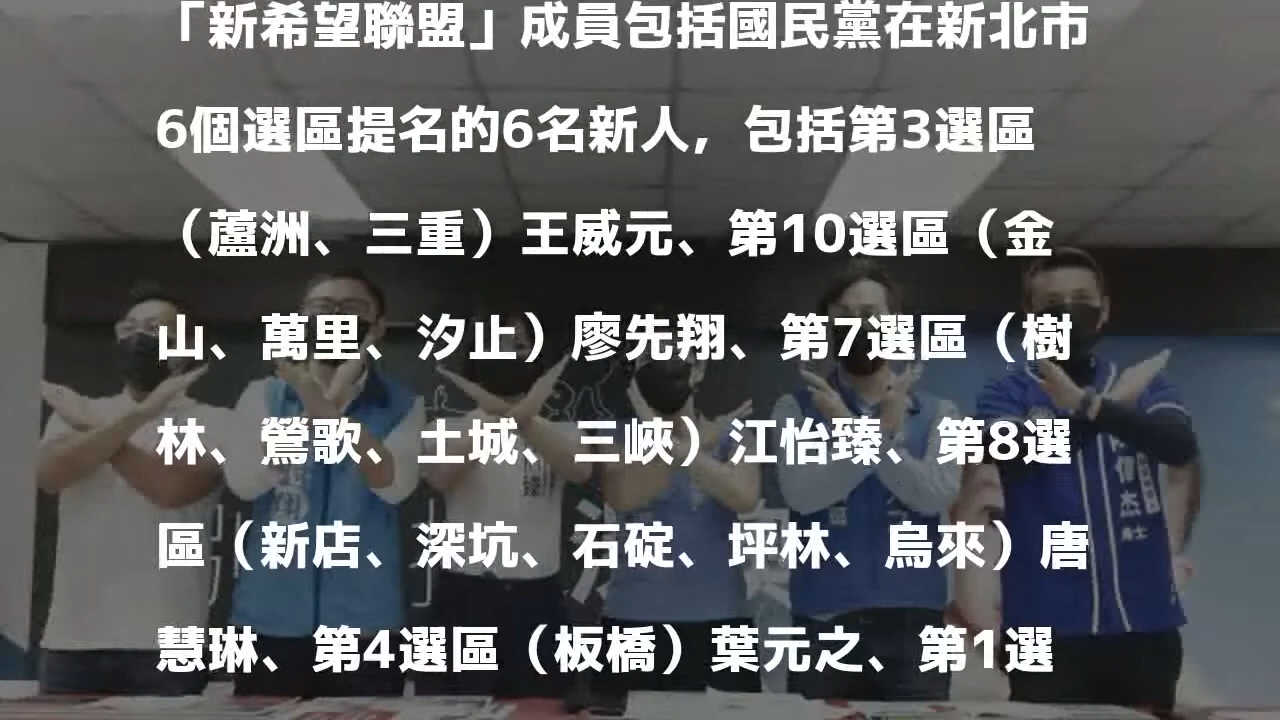 「新希望聯盟」成員包括國民黨在新北市
6個選區提名的6名新人，包括第3選區
（蘆洲、三重）王威元、第10選區（金
山、萬里、汐止）廖先翔、第7選區（樹
林、鶯歌、土城、三峽）江怡臻、第8選
區（新店、深坑、石碇、坪林、烏來）唐
慧琳、第4選區（板橋）葉元之、第1選
偉杰